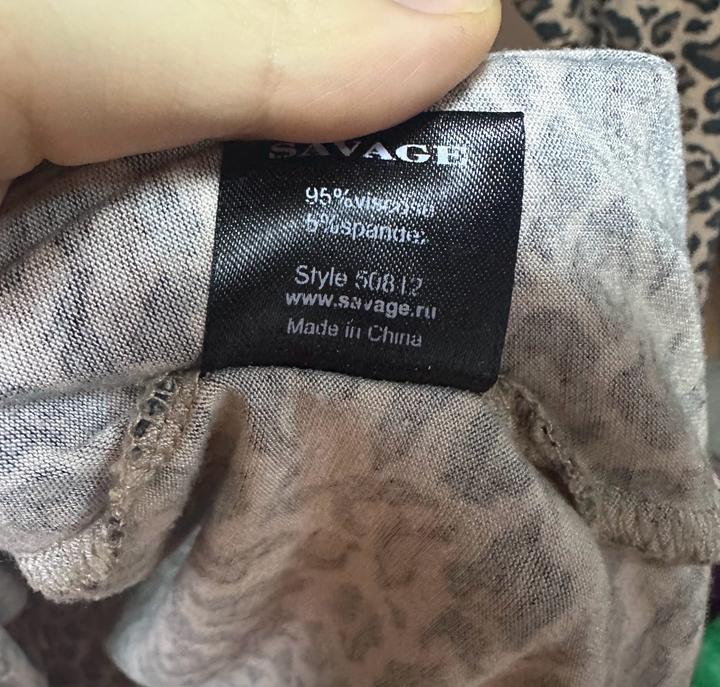 SAVAGE
95%viscose
5%spandex
Style 50812
www.savage.ru
Made in China